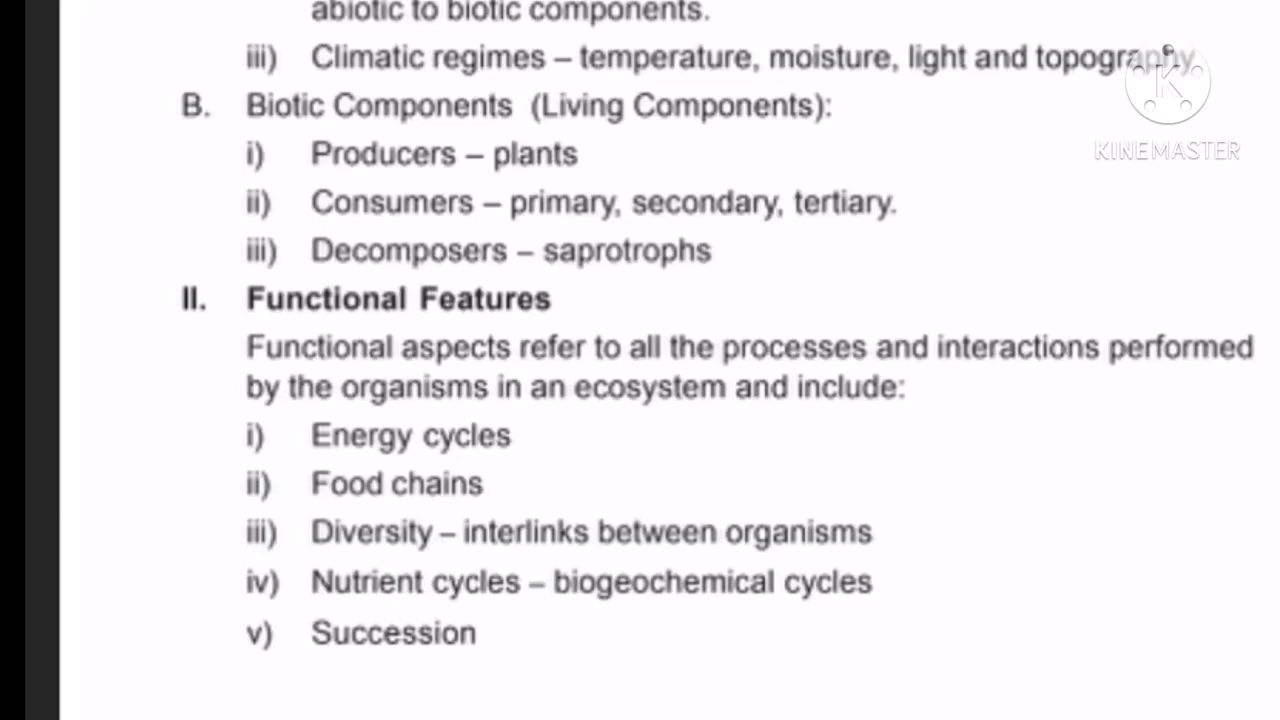 abiotic to biotic components.
iii) Climatic regimes – temperature, moisture, light and topography.
B. Biotic Components (Living Components):
KINEMASTER
i) Producers – plants
ii) Consumers – primary, secondary, tertiary.
iii) Decomposers – saprotrophs
II. Functional Features
Functional aspects refer to all the processes and interactions performed
by the organisms in an ecosystem and include:
i) Energy cycles
ii) Food chains
iii) Diversity – interlinks between organisms
iv) Nutrient cycles – biogeochemical cycles
v) Succession